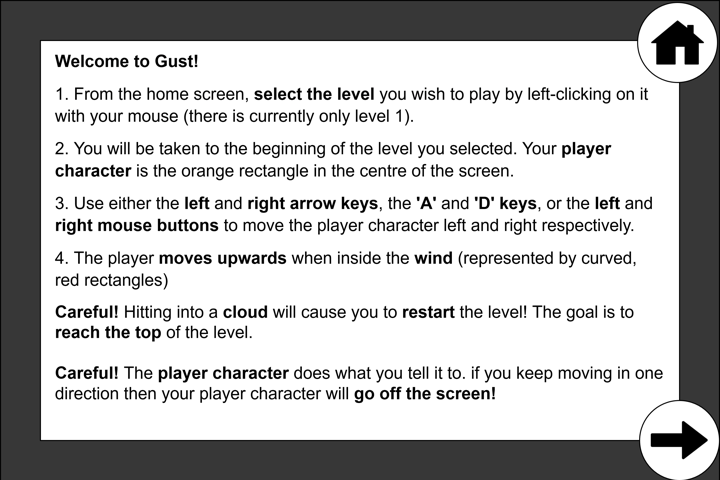 Welcome to Gust!
1. From the home screen, select the level you wish to play by left-clicking on it
with your mouse (there is currently only level 1).
2. You will be taken to the beginning of the level you selected. Your player
character is the orange rectangle in the centre of the screen.
3. Use either the left and right arrow keys, the 'A' and 'D' keys, or the left and
right mouse buttons to move the player character left and right respectively.
4. The player moves upwards when inside the wind (represented by curved,
red rectangles)
Careful! Hitting into a cloud will cause you to restart the level! The goal is to
reach the top of the level.
Careful! The player character does what you tell it to. if you keep moving in one
direction then your player character will go off the screen!